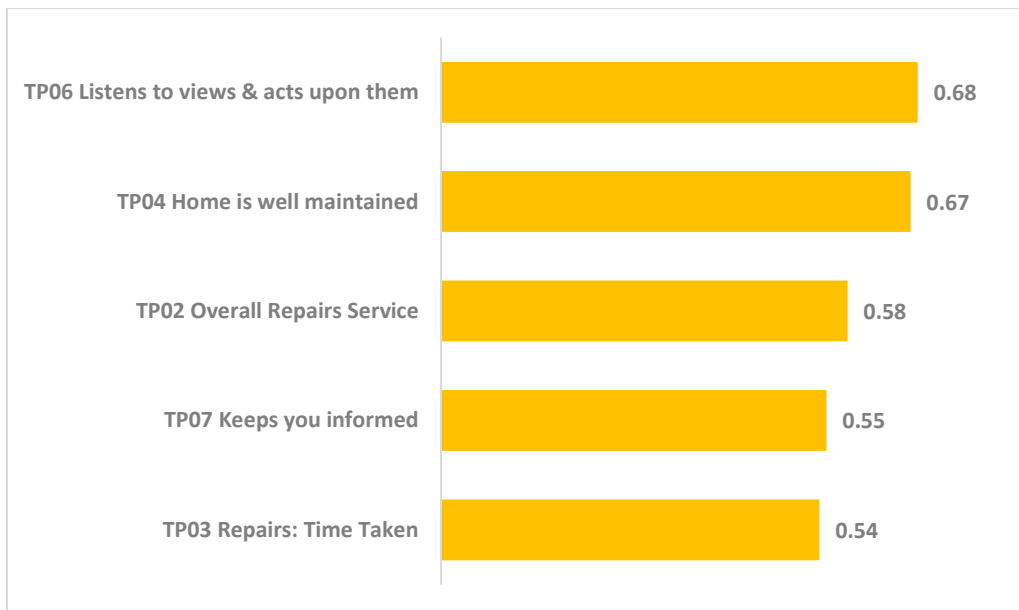 TP06 Listens to views & acts upon them 0.68
TP04 Home is well maintained 0.67
TP02 Overall Repairs Service 0.58
TP07 Keeps you informed 0.55
TP03 Repairs: Time Taken 0.54